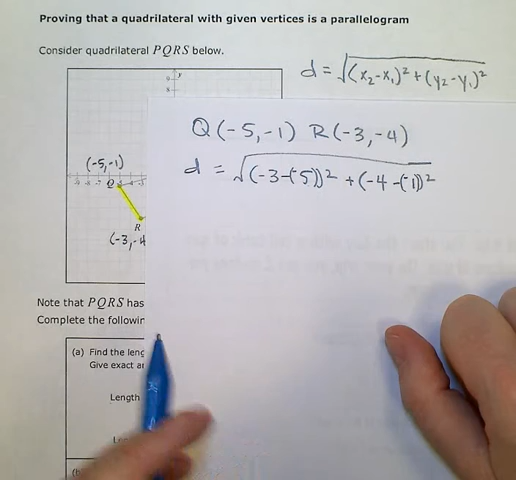 Proving that a quadrilateral with given vertices is a parallelogram
Consider quadrilateral PQRS below.
d = √(x₂-x₁)² + (y₂-y₁)²
y
Q(-5,-1) R(-3,-4)
d = √(-3-(-5))² + (-4-(-1))²
(-5,-1)
Q
R
(-3,-4
Note that PQRS has
Complete the followin
(a) Find the leng
Give exact a
Length
(b